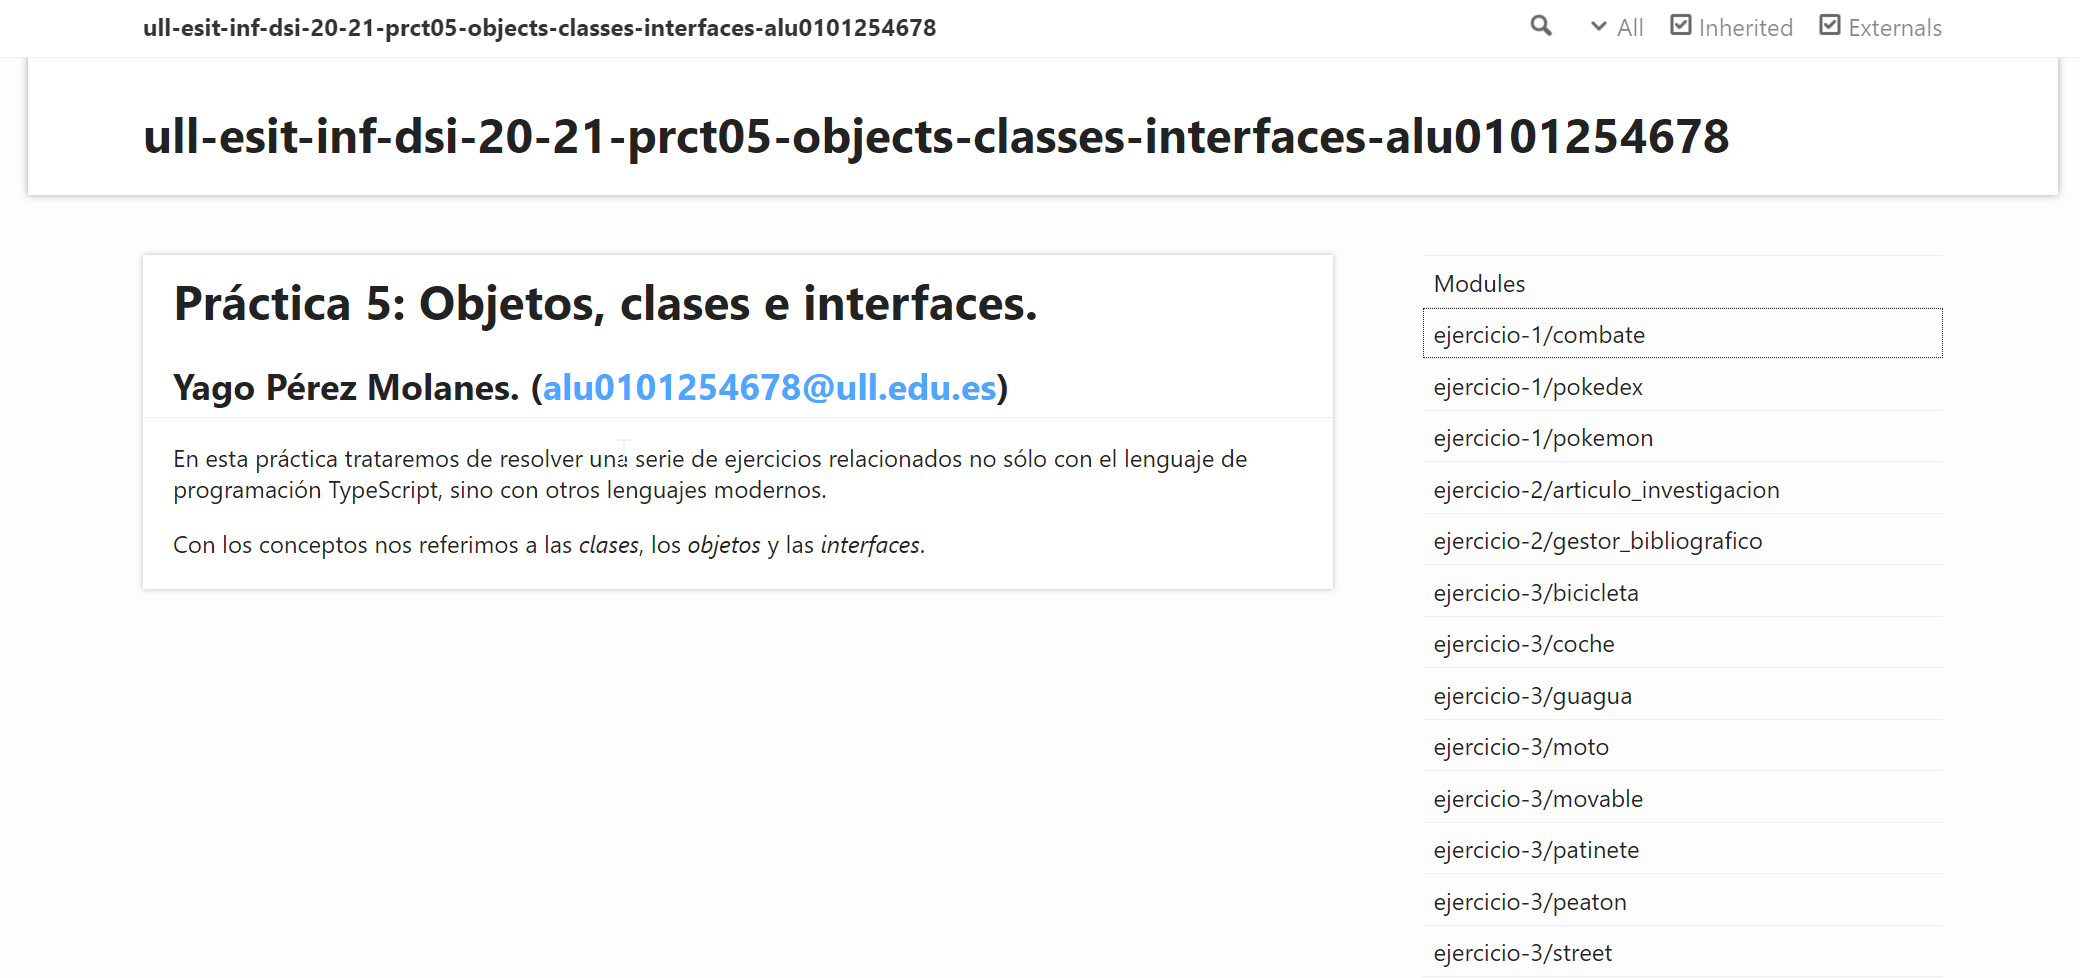 ull-esit-inf-dsi-20-21-prct05-objects-classes-interfaces-alu0101254678
All
Inherited
Externals
ull-esit-inf-dsi-20-21-prct05-objects-classes-interfaces-alu0101254678
Práctica 5: Objetos, clases e interfaces.
Yago Pérez Molanes. (alu0101254678@ull.edu.es)
En esta práctica trataremos de resolver una serie de ejercicios relacionados no sólo con el lenguaje de
programación TypeScript, sino con otros lenguajes modernos.
Con los conceptos nos referimos a las clases, los objetos y las interfaces.
Modules
ejercicio-1/combate
ejercicio-1/pokedex
ejercicio-1/pokemon
ejercicio-2/articulo_investigacion
ejercicio-2/gestor_bibliografico
ejercicio-3/bicicleta
ejercicio-3/coche
ejercicio-3/guagua
ejercicio-3/moto
ejercicio-3/movable
ejercicio-3/patinete
ejercicio-3/peaton
ejercicio-3/street